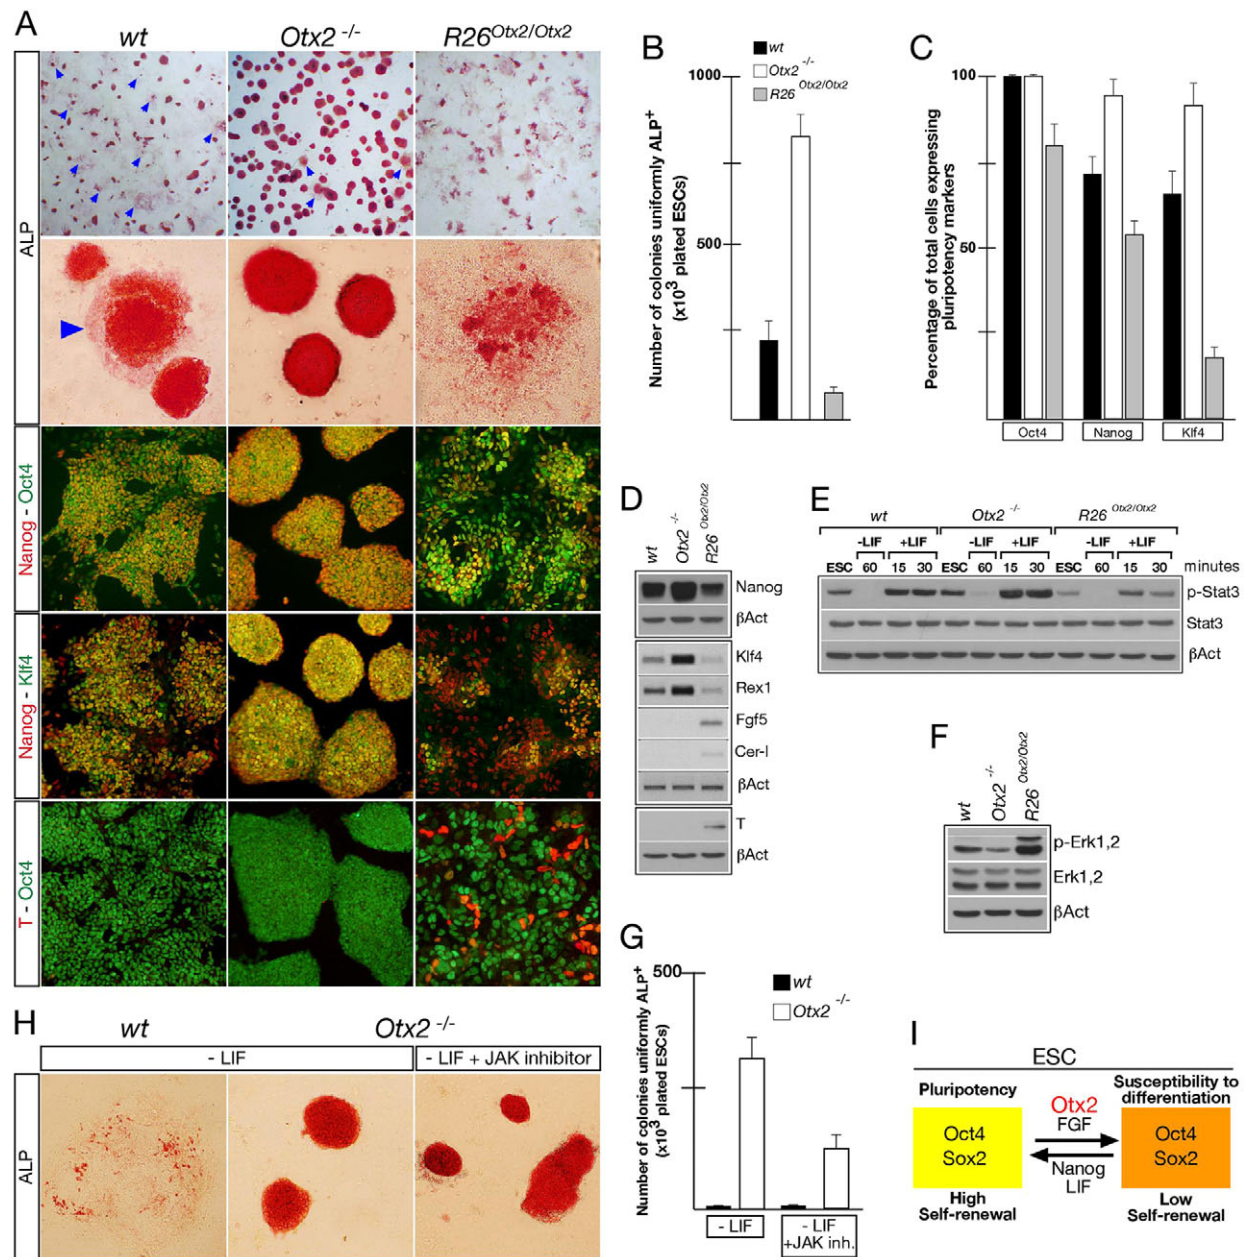 A
wt
Otx2 -/-
R26 Otx2/Otx2
ALP
Nanog - Oct4
Nanog - Klf4
T - Oct4
B
wt
Otx2 -/-
R26 Otx2/Otx2
1000
500
Number of colonies uniformly ALP+
(x10³ plated ESCs)
C
100
50
Percentage of total cells expressing
pluripotency markers
Oct4
Nanog
Klf4
D
wt
Otx2 -/-
R26 Otx2/Otx2
Nanog
βAct
Klf4
Rex1
Fgf5
Cer-l
βAct
T
βAct
E
wt
Otx2 -/-
R26 Otx2/Otx2
-LIF +LIF -LIF +LIF -LIF +LIF
ESC 60 15 30 ESC 60 15 30 ESC 60 15 30 minutes
p-Stat3
Stat3
βAct
F
wt
Otx2 -/-
R26 Otx2/Otx2
p-Erk1,2
Erk1,2
βAct
G
500
wt
Otx2 -/-
Number of colonies uniformly ALP+
(x10³ plated ESCs)
- LIF
- LIF
+JAK inh.
H
wt
Otx2 -/-
- LIF
- LIF + JAK inhibitor
ALP
I
ESC
Pluripotency
Susceptibility to
differentiation
Oct4
Sox2
Otx2
FGF
Nanog
LIF
Oct4
Sox2
High
Self-renewal
Low
Self-renewal